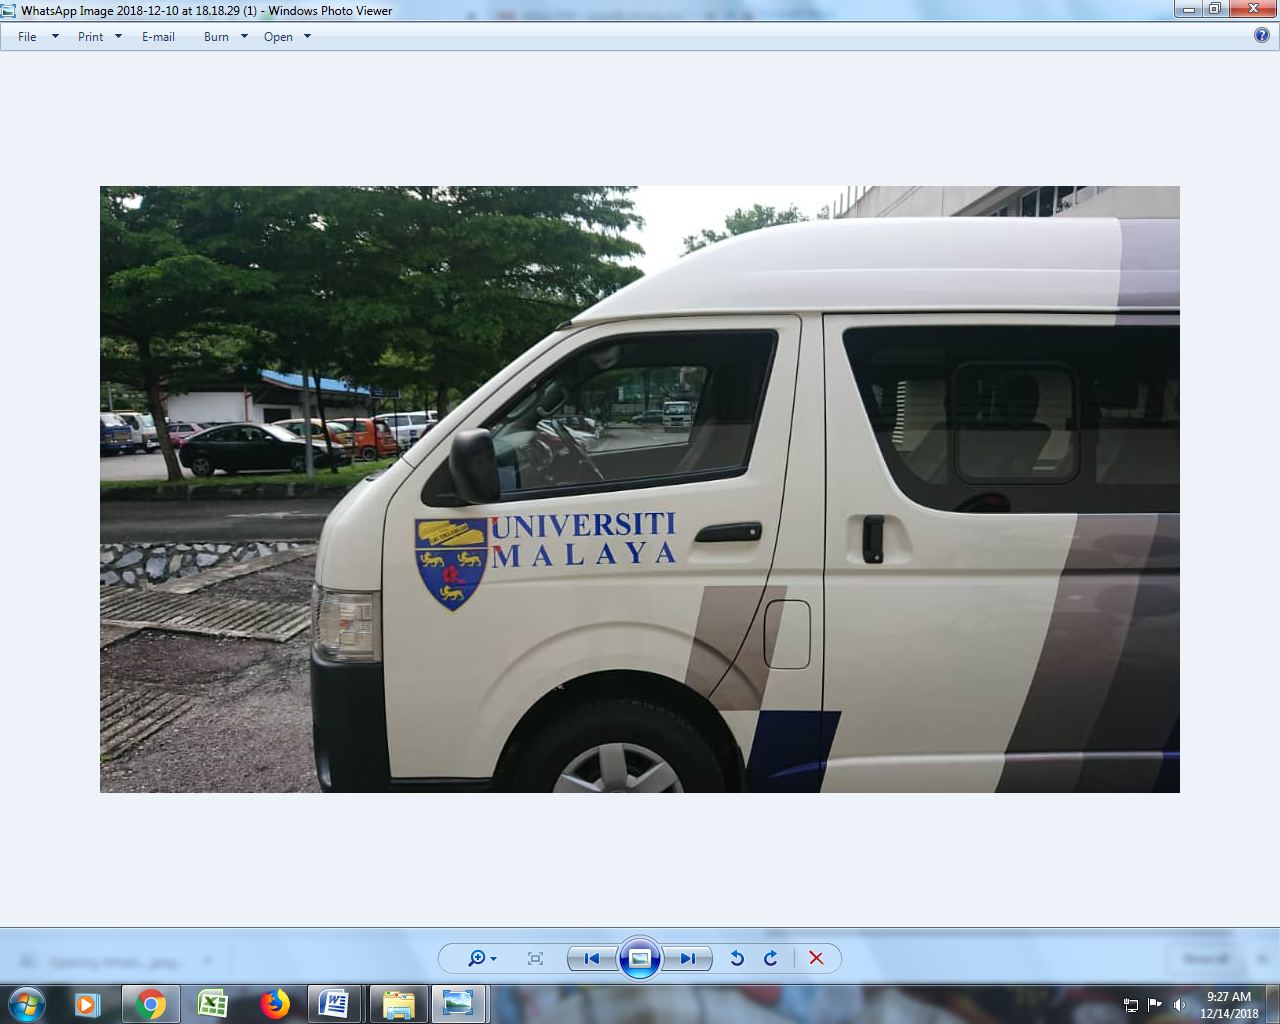 WhatsApp Image 2018-12-10 at 18.18.29 (1) - Windows Photo Viewer
File Print E-mail Burn Open
UNIVERSITI
MALAYA
9:27 AM
12/14/2018